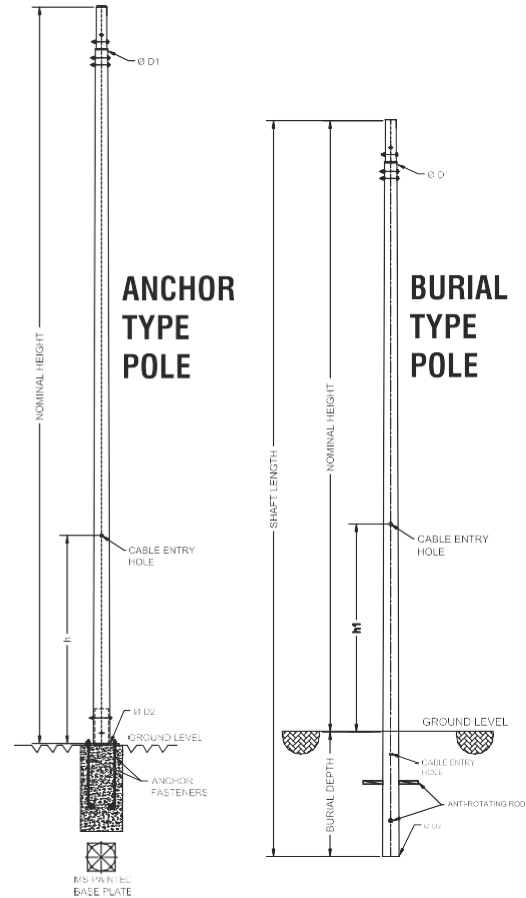 Ø D1
ANCHOR
TYPE
POLE
NOMINAL HEIGHT
CABLE ENTRY
HOLE
h
Ø D2
GROUND LEVEL
ANCHOR
FASTENERS
MS PAINTED
BASE PLATE
Ø D
BURIAL
TYPE
POLE
SHAFT LENGTH
NOMINAL HEIGHT
CABLE ENTRY
HOLE
h1
GROUND LEVEL
CABLE ENTRY
HOLE
BURIAL DEPTH
ANTI-ROTATING ROD
Ø D2